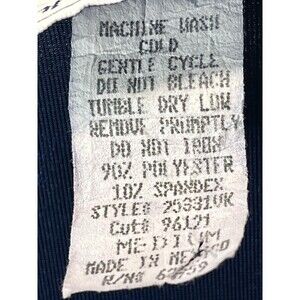 MACHINE WASH
COLD
GENTLE CYCLE
DO NOT BLEACH
TUMBLE DRY LOW
REMOVE PROMPTLY
DO NOT IRON
90% POLYESTER
10% SPANDEX
STYLE#
Cut# 96121
MEDIUM
MADE IN MEXICO
R/N#